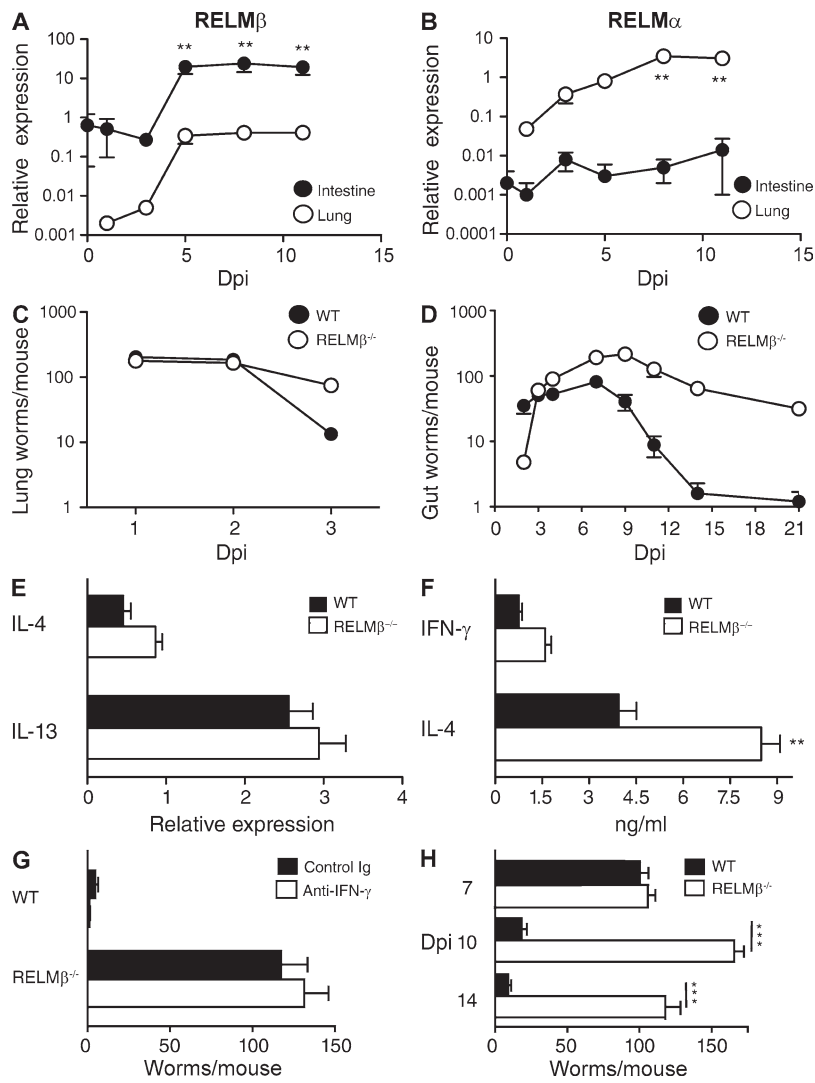 A RELMβ
100
10
1
0.1
0.01
0.001
Relative expression
** ** **
Intestine
Lung
0 5 10 15
Dpi
B RELMα
10
1
0.1
0.01
0.001
0.0001
Relative expression
** **
Intestine
Lung
0 5 10 15
Dpi
C
1000
100
10
1
Lung worms/mouse
WT
RELMβ-/-
1 2 3
Dpi
D
1000
100
10
1
Gut worms/mouse
WT
RELMβ-/-
0 3 6 9 12 15 18 21
Dpi
E
IL-4
IL-13
WT
RELMβ-/-
0 1 2 3 4
Relative expression
F
IFN-γ
IL-4
WT
RELMβ-/-
**
0 1.5 3 4.5 6 7.5 9
ng/ml
G
WT
RELMβ-/-
Control Ig
Anti-IFN-γ
0 50 100 150
Worms/mouse
H
7
Dpi 10
14
WT
RELMβ-/-
***
***
0 50 100 150
Worms/mouse